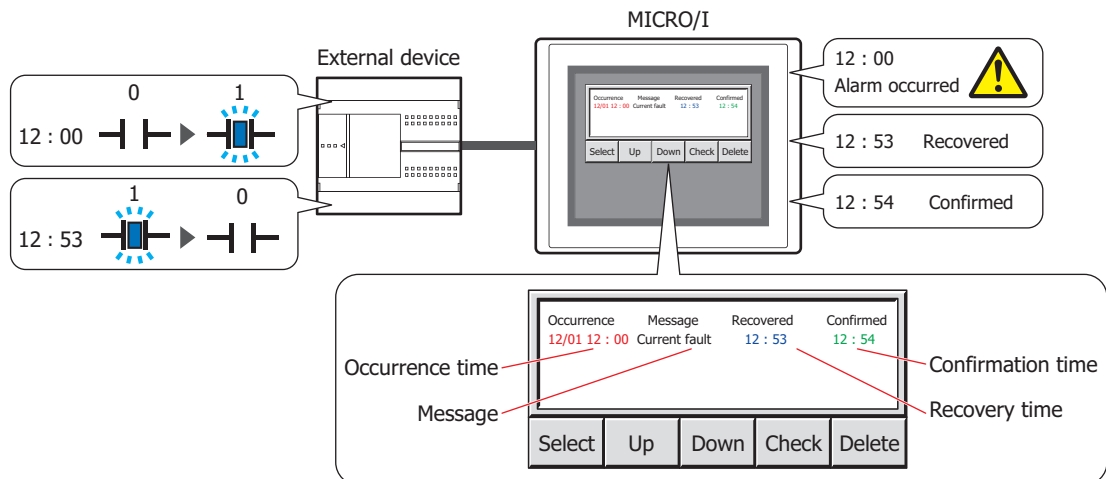 MICRO/I
External device
0 1
12 : 00
1 0
12 : 53
Occurrence Message Recovered Confirmed
12/01 12 : 00 Current fault 12 : 53 12 : 54
Select Up Down Check Delete
12 : 00
Alarm occurred
12 : 53 Recovered
12 : 54 Confirmed
Occurrence Message Recovered Confirmed
12/01 12 : 00 Current fault 12 : 53 12 : 54
Occurrence time
Message
Confirmation time
Recovery time
Select Up Down Check Delete